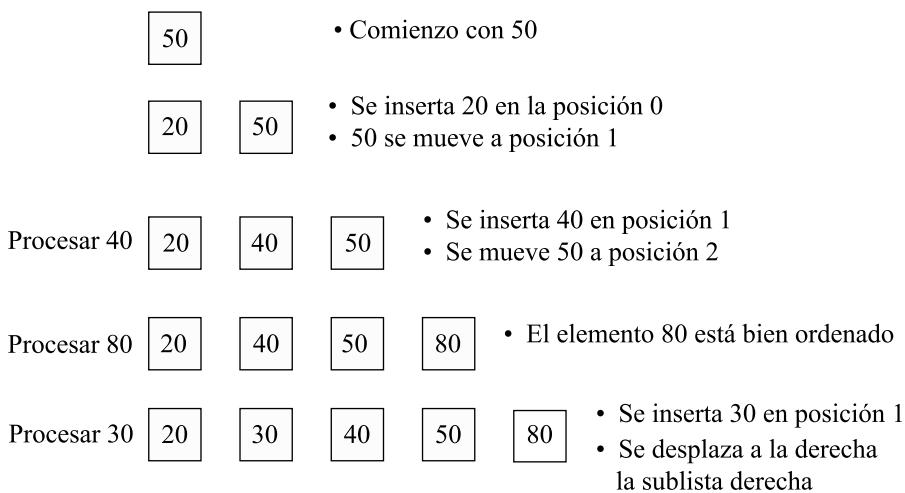 50 • Comienzo con 50
20 50 • Se inserta 20 en la posición 0
• 50 se mueve a posición 1
Procesar 40 20 40 50 • Se inserta 40 en posición 1
• Se mueve 50 a posición 2
Procesar 80 20 40 50 80 • El elemento 80 está bien ordenado
Procesar 30 20 30 40 50 80 • Se inserta 30 en posición 1
• Se desplaza a la derecha
la sublista derecha